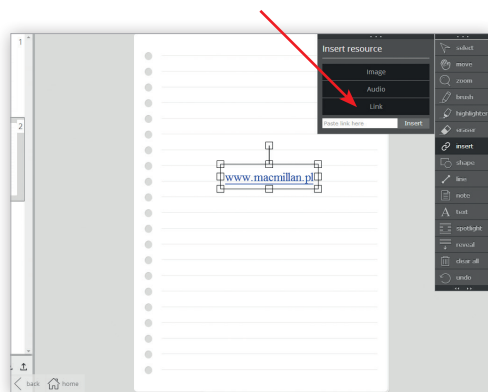 1
2
Insert resource
Image
Audio
Link
Paste link here
Insert
www.macmillan.pl
select
move
zoom
brush
highlighter
erase
insert
shape
line
note
text
spotlight
reveal
clear all
undo
back
home